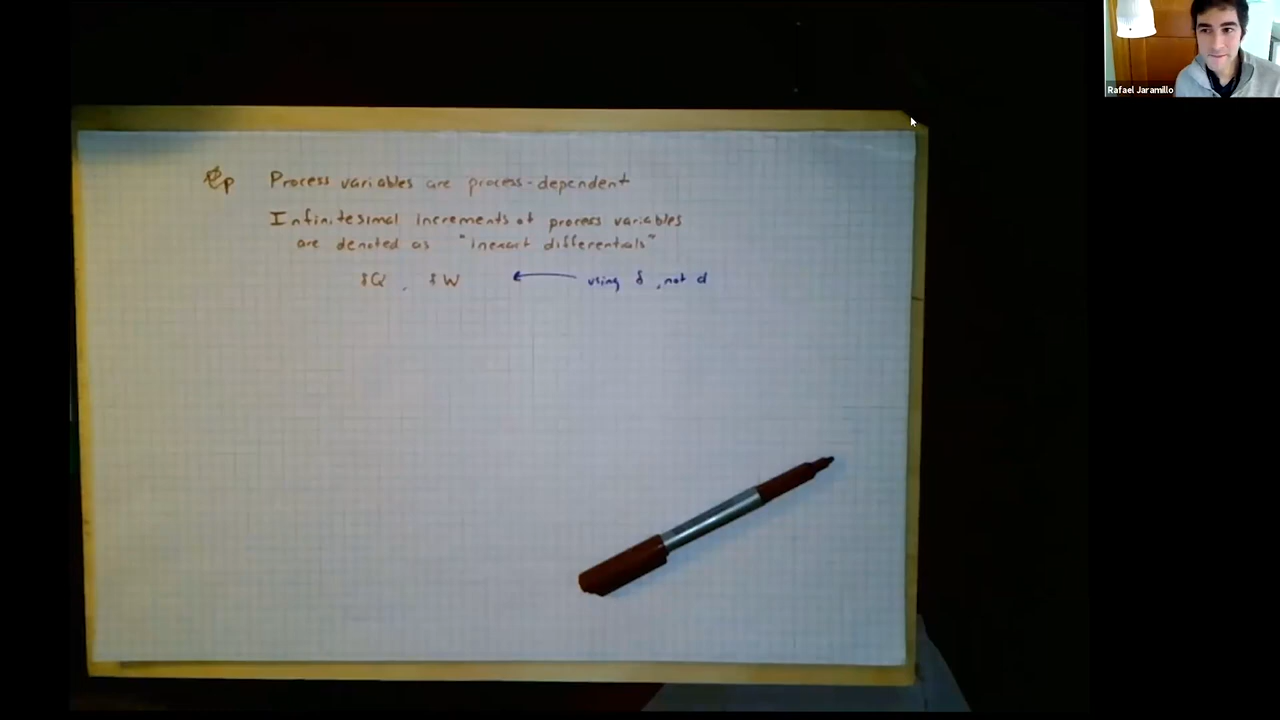 Process variables are process-dependent
Infinitesimal increments of process variables
are denoted as "inexact differentials"
δQ , δW ← using δ, not d
Rafael Jaramillo